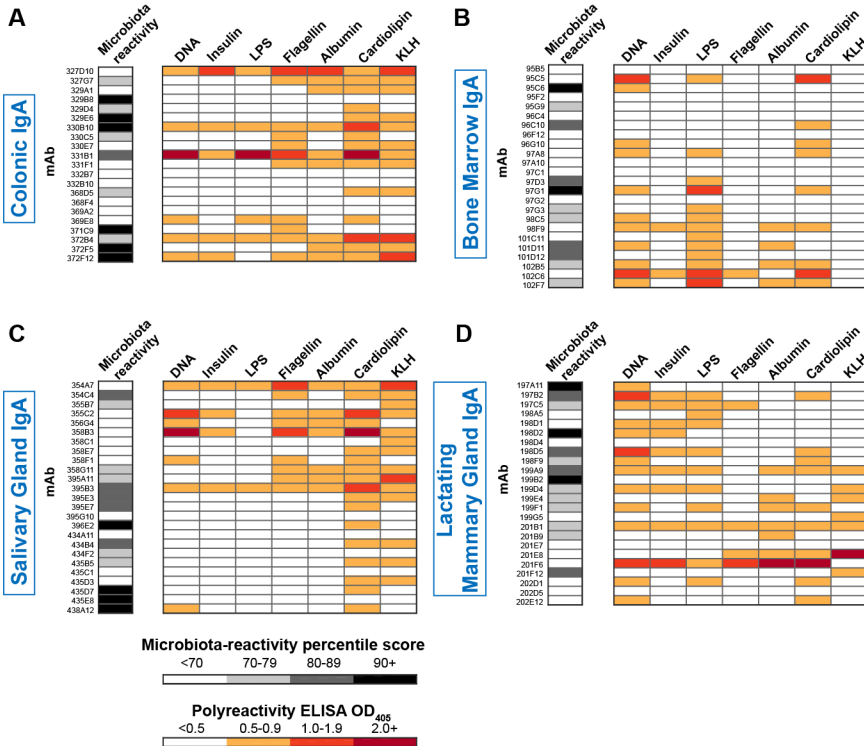 A
Microbiota
reactivity
DNA
Insulin
LPS
Flagellin
Albumin
Cardiolipin
KLH
Colonic IgA
mAb
327D10
327G7
329A1
329B8
329D4
329E6
330B10
330C5
330E7
331B1
331F1
332B7
332B10
368D5
368F4
369A2
369E8
371C9
372B4
372F5
372F12
B
Microbiota
reactivity
DNA
Insulin
LPS
Flagellin
Albumin
Cardiolipin
KLH
Bone Marrow IgA
mAb
95B5
95C5
95C6
95F2
95G9
96C4
96C10
96F12
96G10
97A8
97A10
97C1
97D3
97G1
97G2
97G3
98C5
98F9
101C11
101D11
101D12
102B5
102C6
102F7
C
Microbiota
reactivity
DNA
Insulin
LPS
Flagellin
Albumin
Cardiolipin
KLH
Salivary Gland IgA
mAb
354A7
354C4
355B7
355C2
356G4
358B3
358C1
358E7
358F1
358G11
395A11
395B3
395E3
395E7
395G10
396E2
434A11
434B4
434F2
435B5
435C1
435D3
435D7
435E8
438A12
D
Microbiota
reactivity
DNA
Insulin
LPS
Flagellin
Albumin
Cardiolipin
KLH
Lactating
Mammary Gland IgA
mAb
197A11
197B2
197C5
198A5
198D1
198D2
198D4
198D5
198F9
199A9
199B2
199D4
199E4
199F1
199G5
201B1
201B9
201E7
201E8
201F6
201F12
202D1
202D5
202E12
Microbiota-reactivity percentile score
<70 70-79 80-89 90+
Polyreactivity ELISA OD405
<0.5 0.5-0.9 1.0-1.9 2.0+